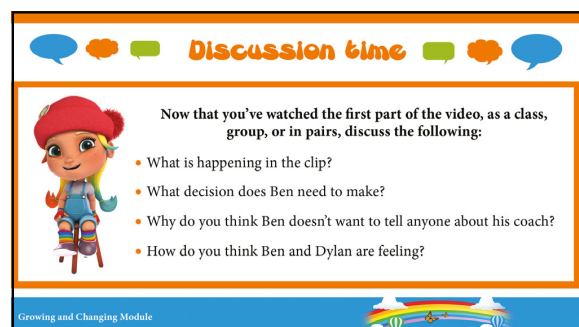 Discussion time
Now that you've watched the first part of the video, as a class,
group, or in pairs, discuss the following:
• What is happening in the clip?
• What decision does Ben need to make?
• Why do you think Ben doesn't want to tell anyone about his coach?
• How do you think Ben and Dylan are feeling?
Growing and Changing Module